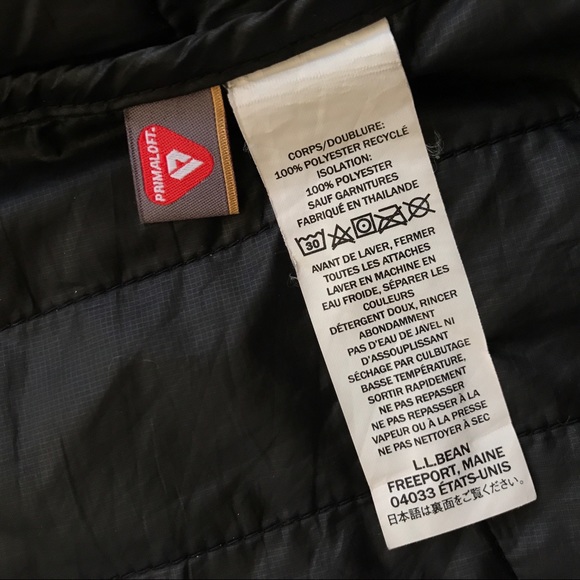 PRIMALOFT®
CORPS/DOUBLURE:
100% POLYESTER RECYCLÉ
ISOLATION:
100% POLYESTER
SAUF GARNITURES
FABRIQUÉ EN THAÏLANDE
30
AVANT DE LAVER, FERMER
TOUTES LES ATTACHES
LAVER EN MACHINE EN
EAU FROIDE, SÉPARER LES
COULEURS
DÉTERGENT DOUX, RINCER
ABONDAMMENT
PAS D'EAU DE JAVEL NI
D'ASSOUPLISSANT
SÉCHAGE PAR CULBUTAGE
BASSE TEMPÉRATURE,
SORTIR RAPIDEMENT
NE PAS REPASSER
NE PAS REPASSER À LA
VAPEUR OU À LA PRESSE
NE PAS NETTOYER À SEC
L.L.BEAN
FREEPORT, MAINE
04033 ÉTATS-UNIS
日本語は裏面をご覧ください。